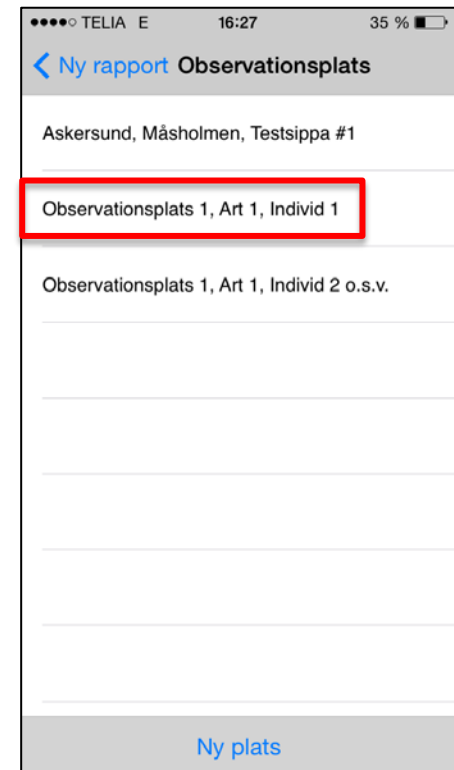 TELIA E 16:27 35 %
Ny rapport Observationsplats
Askersund, Måsholmen, Testsippa #1
Observationsplats 1, Art 1, Individ 1
Observationsplats 1, Art 1, Individ 2 o.s.v.
Ny plats